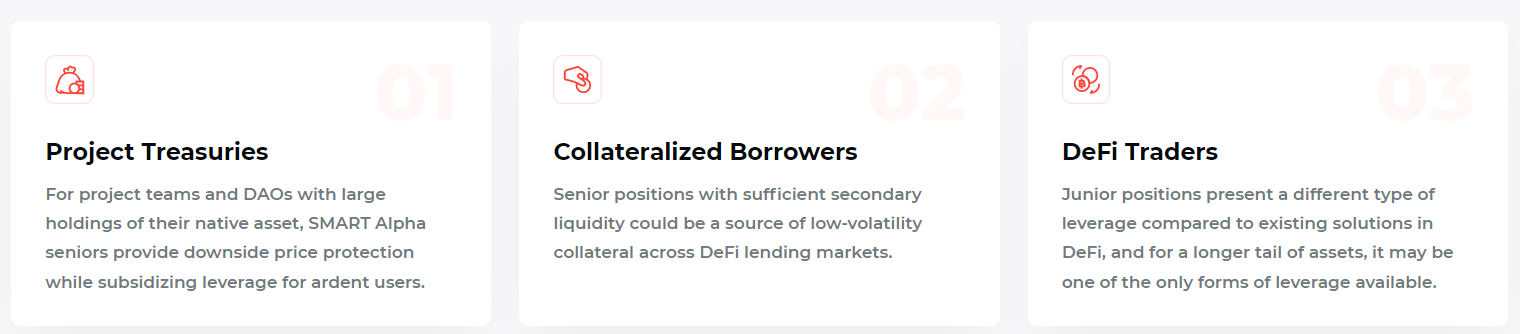 01
Project Treasuries
For project teams and DAOs with large
holdings of their native asset, SMART Alpha
seniors provide downside price protection
while subsidizing leverage for ardent users.
02
Collateralized Borrowers
Senior positions with sufficient secondary
liquidity could be a source of low-volatility
collateral across DeFi lending markets.
03
DeFi Traders
Junior positions present a different type of
leverage compared to existing solutions in
DeFi, and for a longer tail of assets, it may be
one of the only forms of leverage available.